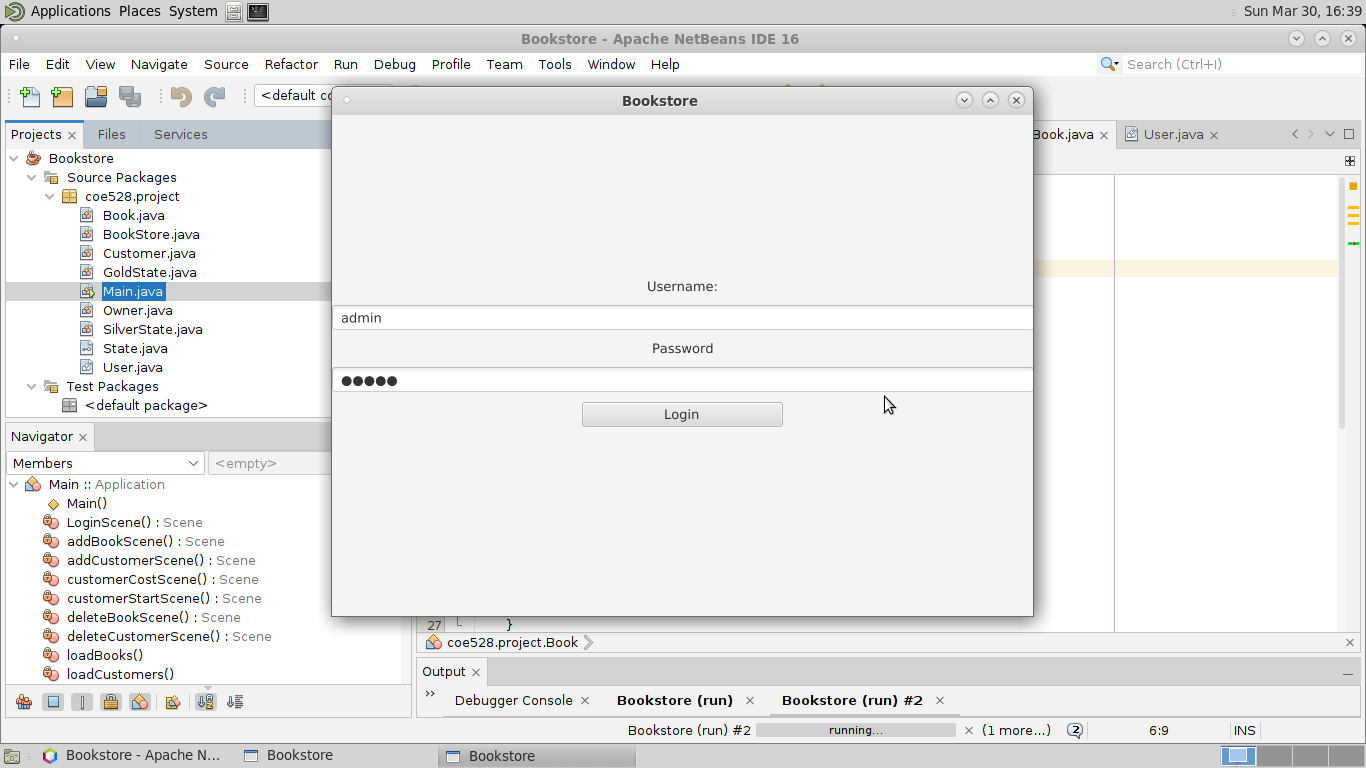 Applications Places System Sun Mar 30, 16:39
Bookstore - Apache NetBeans IDE 16
File Edit View Navigate Source Refactor Run Debug Profile Team Tools Window Help Search (Ctrl+I)
<default co
Bookstore
Projects Files Services Book.java User.java
Bookstore
Source Packages
coe528.project
Book.java
BookStore.java
Customer.java
GoldState.java
Main.java
Owner.java
SilverState.java
State.java
User.java
Test Packages
<default package>
Username:
admin
Password
●●●●●
Login
Navigator
Members <empty>
Main :: Application
Main()
LoginScene() : Scene
addBookScene() : Scene
addCustomerScene() : Scene
customerCostScene() : Scene
customerStartScene() : Scene
deleteBookScene() : Scene
deleteCustomerScene() : Scene
loadBooks()
loadCustomers()
27 }
coe528.project.Book
Output
Debugger Console Bookstore (run) Bookstore (run) #2
Bookstore (run) #2 running... (1 more...) 2 6:9 INS
Bookstore - Apache N... Bookstore Bookstore